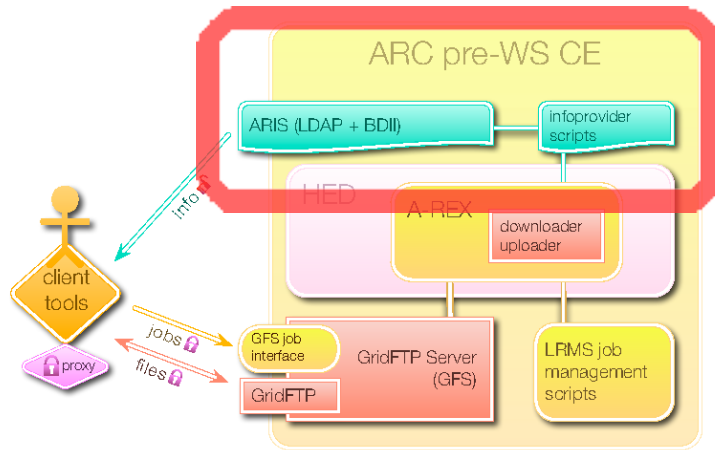 ARC pre-WS CE
ARIS (LDAP + BDII)
infoprovider
scripts
info
HED
A-REX
downloader
uploader
client
tools
proxy
jobs
files
GFS job
interface
GridFTP
GridFTP Server
(GFS)
LRMS job
management
scripts